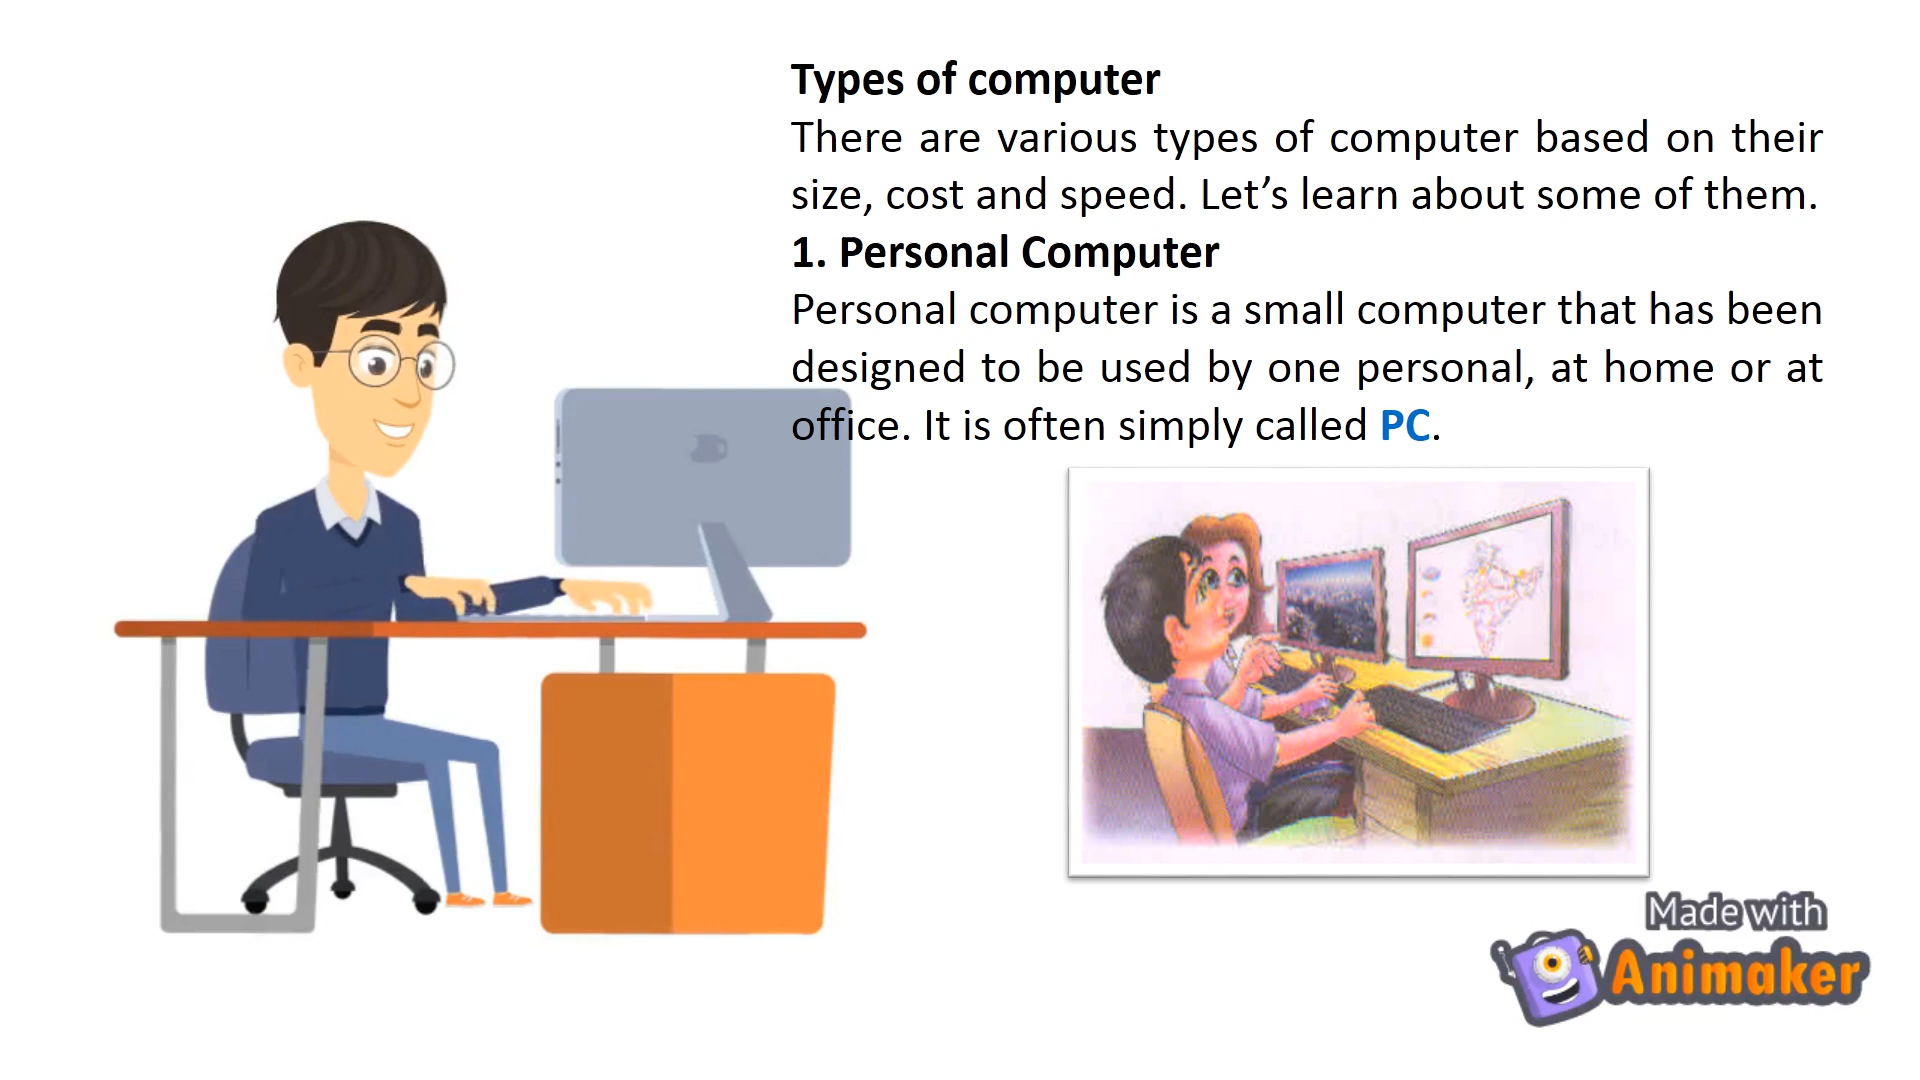 Types of computer
There are various types of computer based on their
size, cost and speed. Let’s learn about some of them.
1. Personal Computer
Personal computer is a small computer that has been
designed to be used by one personal, at home or at
office. It is often simply called PC.
Made with
Animaker